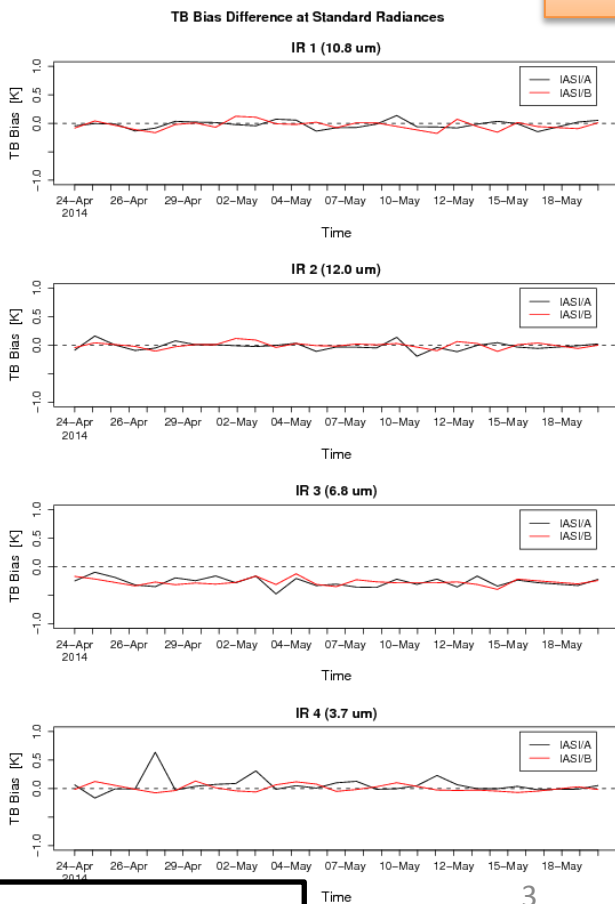 TB Bias Difference at Standard Radiances
IR 1 (10.8 um)
TB Bias [K]
1.0
0.5
0.0
−1.0
IASI/A
IASI/B
24−Apr 26−Apr 29−Apr 02−May 04−May 07−May 10−May 12−May 15−May 18−May
2014
Time
IR 2 (12.0 um)
TB Bias [K]
1.0
0.5
0.0
−1.0
IASI/A
IASI/B
24−Apr 26−Apr 29−Apr 02−May 04−May 07−May 10−May 12−May 15−May 18−May
2014
Time
IR 3 (6.8 um)
TB Bias [K]
1.0
0.5
0.0
−1.0
IASI/A
IASI/B
24−Apr 26−Apr 29−Apr 02−May 04−May 07−May 10−May 12−May 15−May 18−May
2014
Time
IR 4 (3.7 um)
TB Bias [K]
1.0
0.5
0.0
−1.0
IASI/A
IASI/B
24−Apr 26−Apr 29−Apr 02−May 04−May 07−May 10−May 12−May 15−May 18−May
2014
Time
3